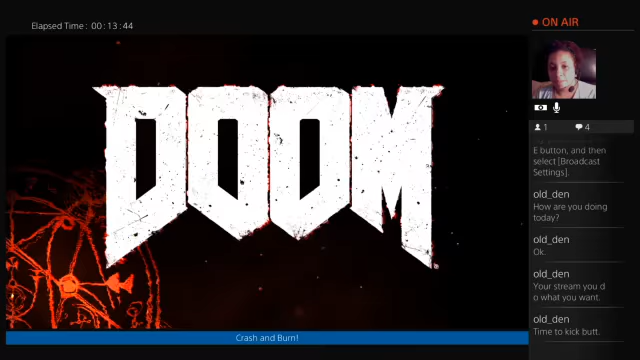 Elapsed Time : 00 : 13 : 44
ON AIR
DOOM
1
4
E button, and then
select [Broadcast
Settings].
old_den
How are you doing
today?
old_den
Ok.
old_den
Your stream you d
o what you want.
old_den
Time to kick butt.
Crash and Burn!